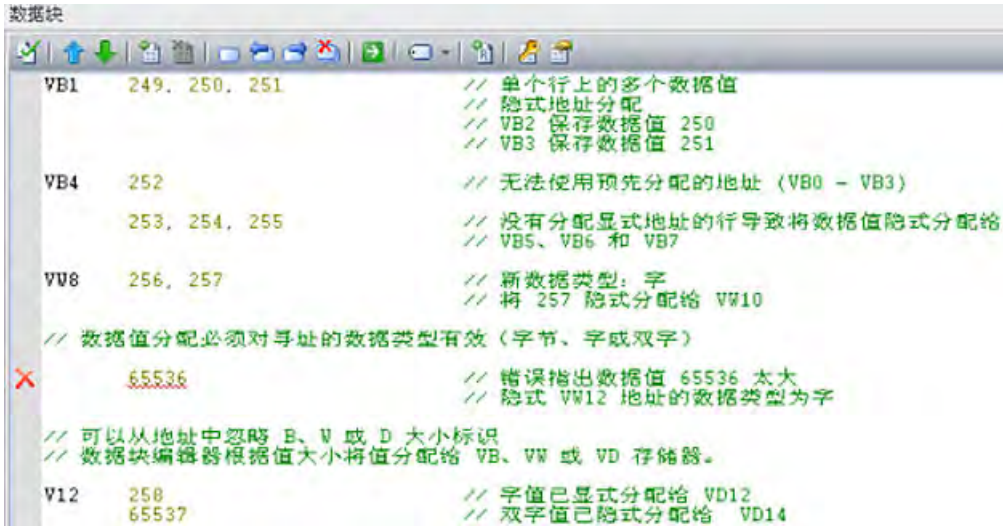 数据块
VB1 249, 250, 251 // 单个行上的多个数据值
// 隐式地址分配
// VB2 保存数据值 250
// VB3 保存数据值 251
VB4 252 // 无法使用预先分配的地址 (VB0 - VB3)
253, 254, 255 // 没有分配显式地址的行导致将数据值隐式分配给
// VB5、VB6 和 VB7
VW8 256, 257 // 新数据类型: 字
// 将 257 隐式分配给 VW10
// 数据值分配必须对寻址的数据类型有效 (字节、字或双字)
65536 // 错误指出数据值 65536 太大
// 隐式 VW12 地址的数据类型为字
// 可以从地址中忽略 B、W 或 D 大小标识
// 数据块编辑器根据值大小将值分配给 VB、VW 或 VD 存储器。
V12 258 // 字值已显式分配给 VD12
65537 // 双字值已隐式分配给 VD14